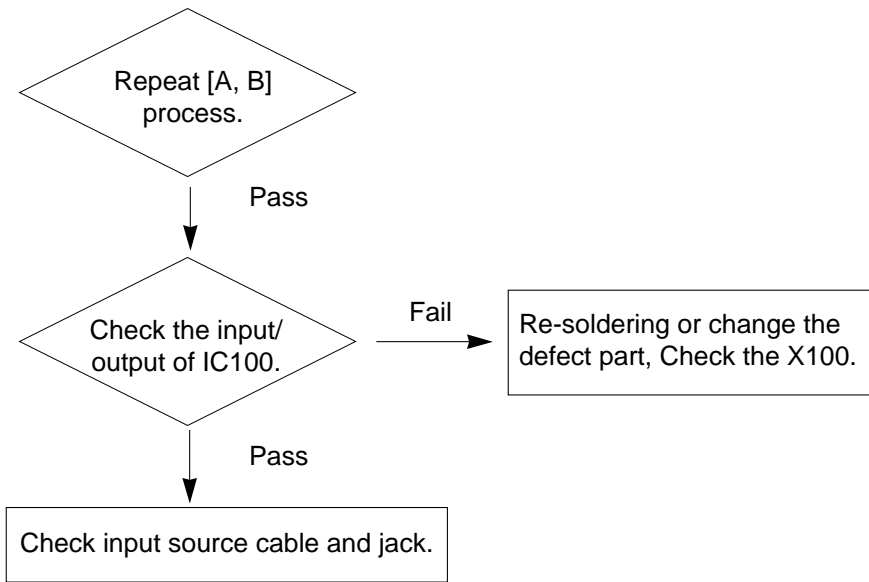 Repeat [A, B]
process.
Pass
Check the input/
output of IC100.
Fail
Re-soldering or change the
defect part, Check the X100.
Pass
Check input source cable and jack.